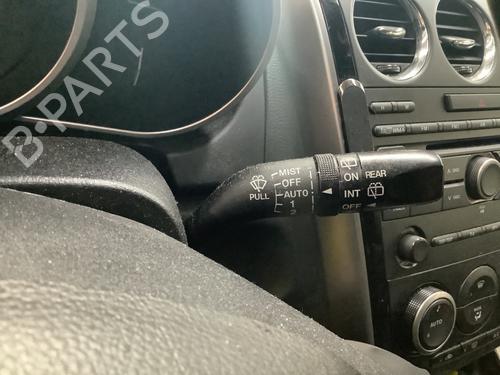 B-PARTS
PULL
MIST
OFF
AUTO
1
2
ON
INT
OFF
REAR
AUTO